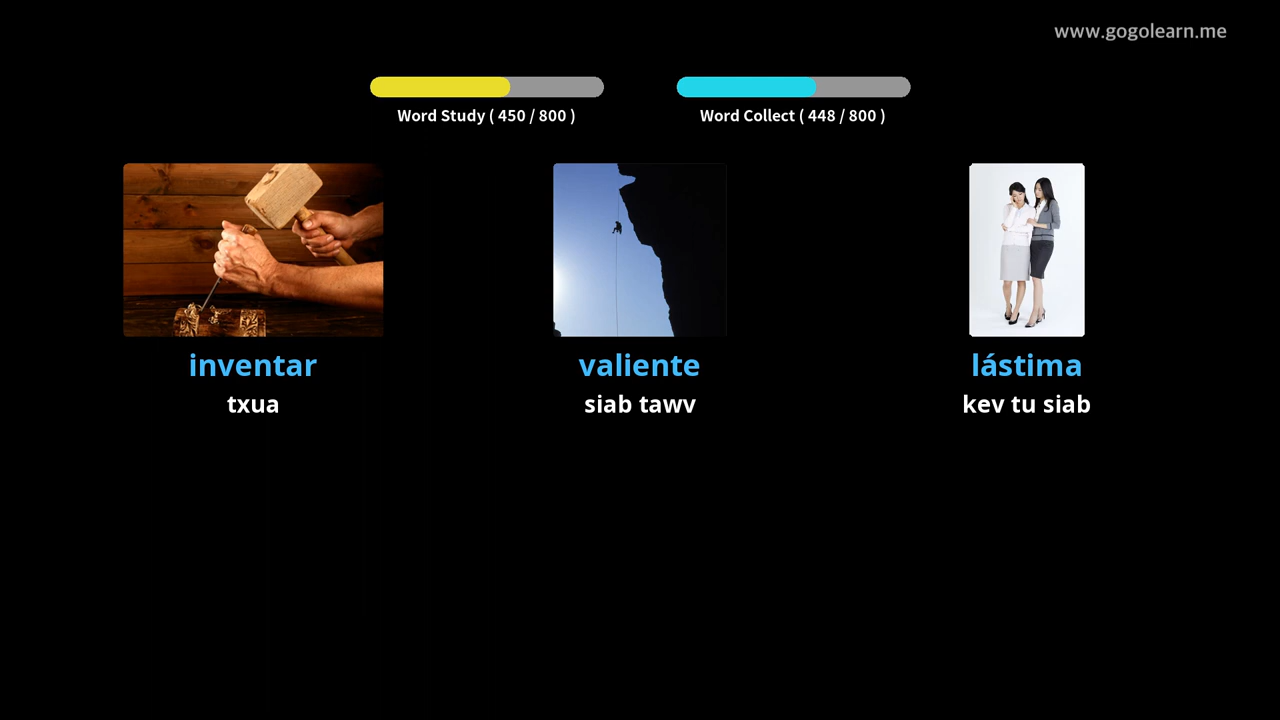 www.gogolearn.me
Word Study ( 450 / 800 )
Word Collect ( 448 / 800 )
inventar
txua
valiente
siab tawv
lástima
kev tu siab